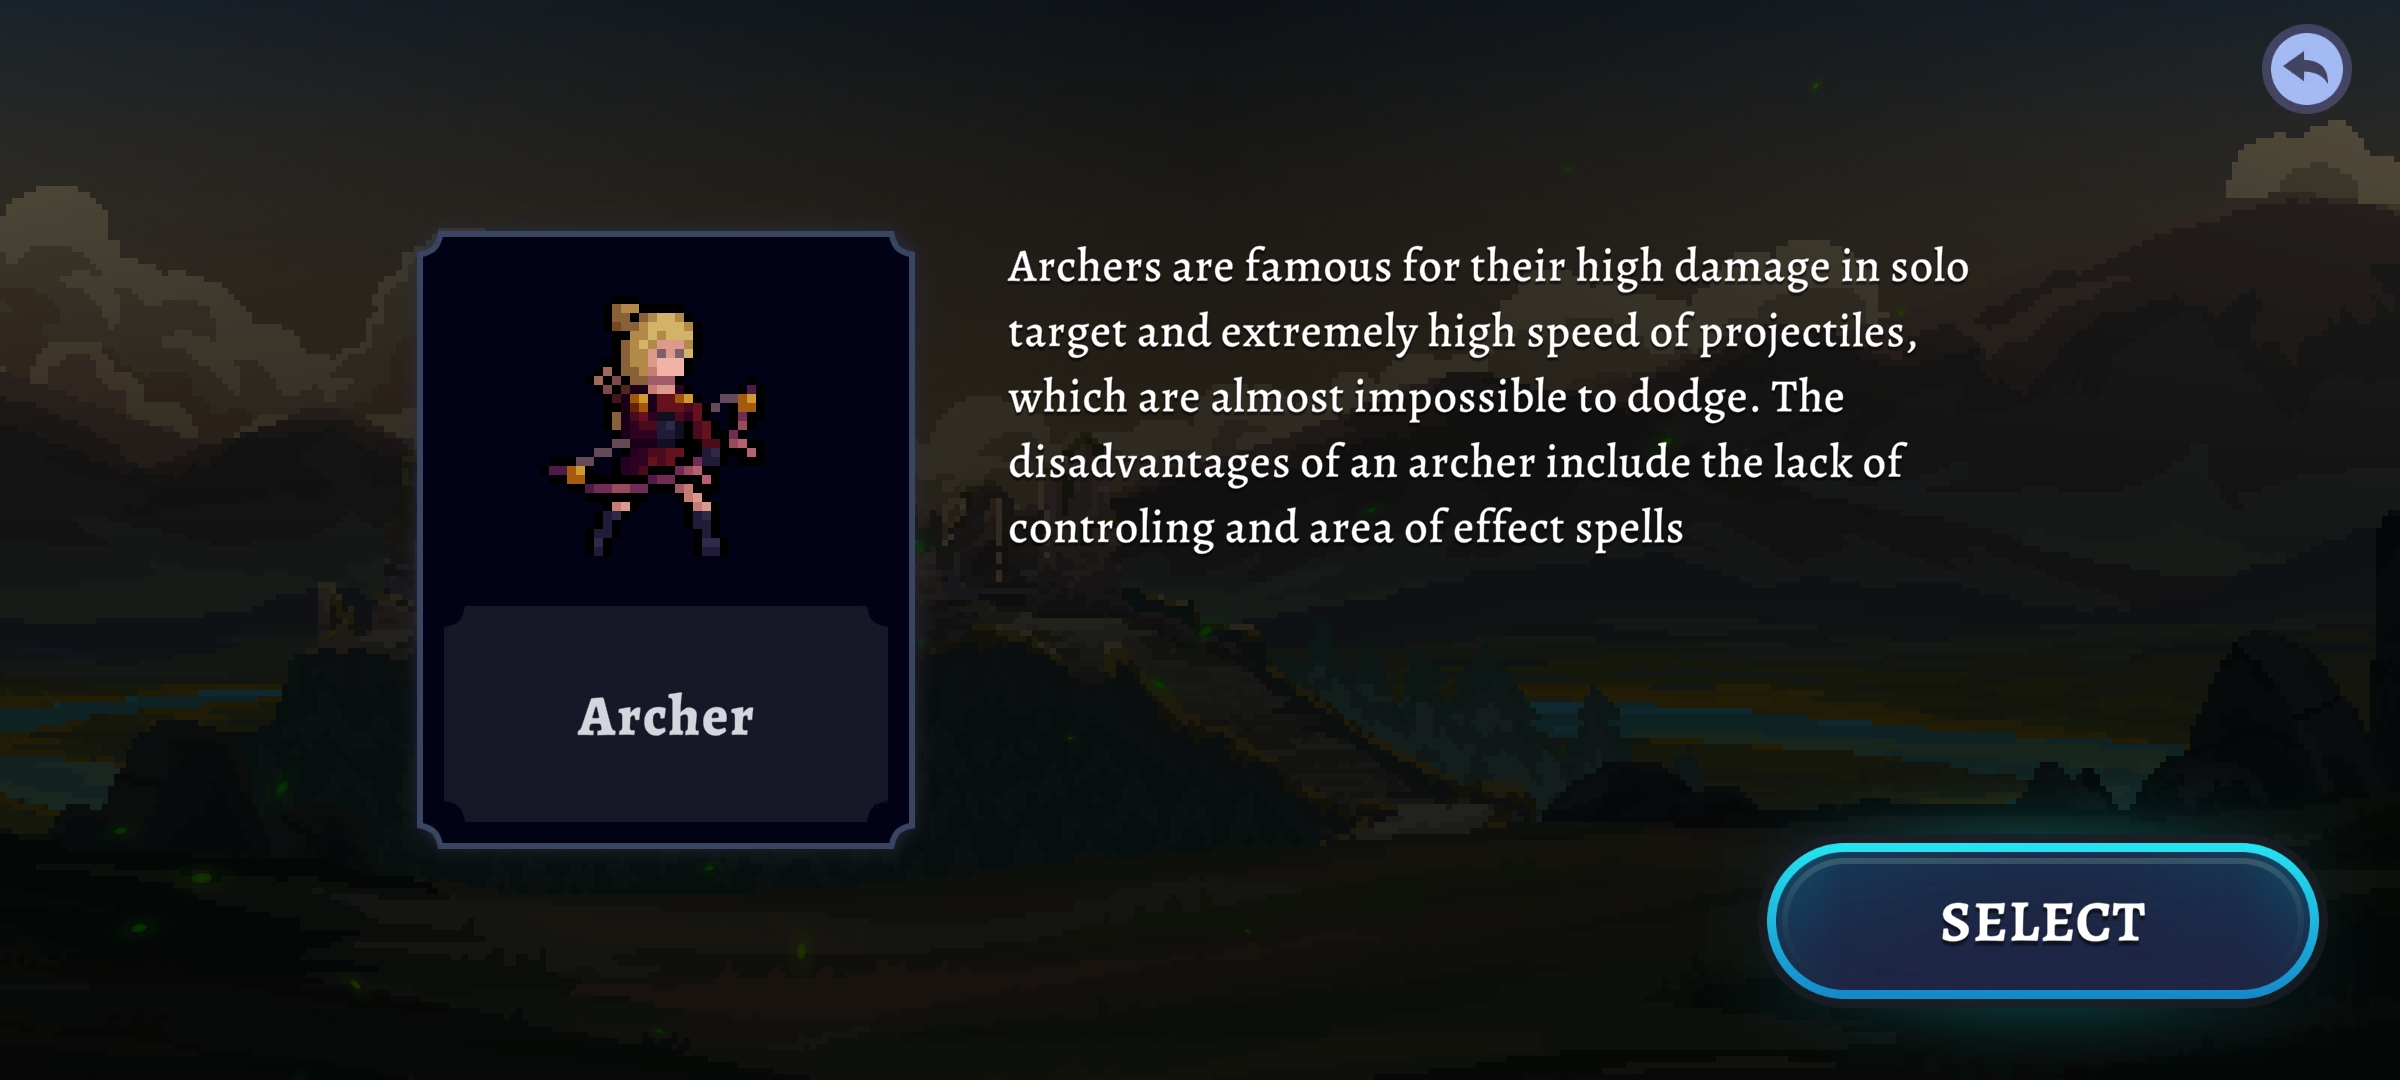 Archers are famous for their high damage in solo
target and extremely high speed of projectiles,
which are almost impossible to dodge. The
disadvantages of an archer include the lack of
controling and area of effect spells
Archer
SELECT